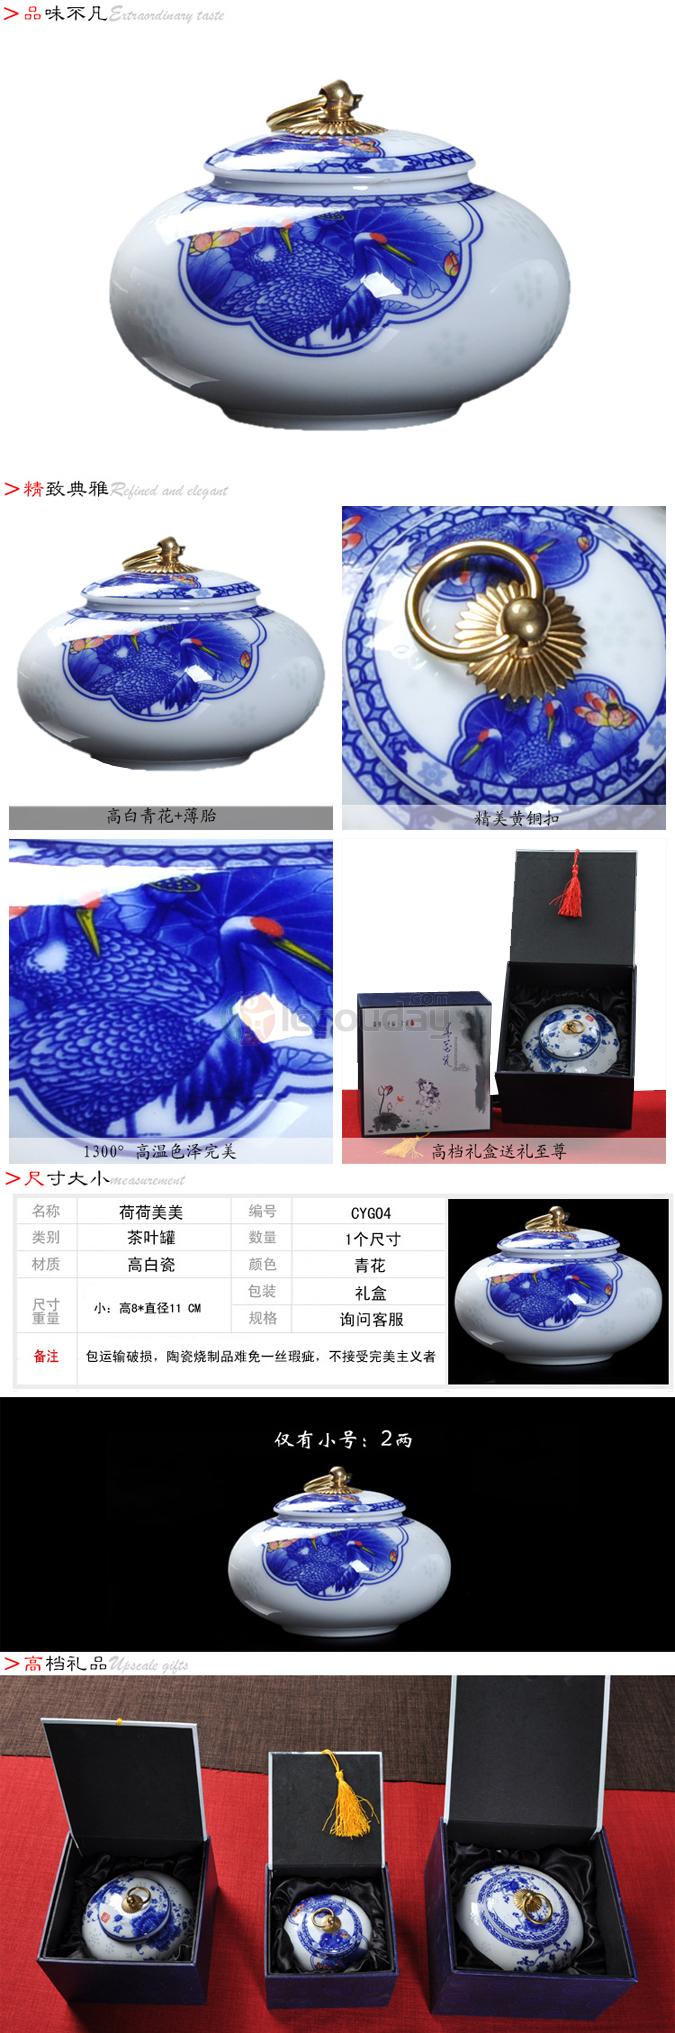 >品味不凡Extraordinary taste
>精致典雅Refined and elegant
高白青花+薄胎
精美黄铜扣
1300° 高温色泽完美
高档礼盒送礼至尊
>尺寸大小measurement
名称 荷荷美美 编号 CYG04
类别 茶叶罐 数量 1个尺寸
材质 高白瓷 颜色 青花
尺寸重量 小：高8*直径11 CM 包装 礼盒
规格 询问客服
备注 包运输破损，陶瓷烧制品难免一丝瑕疵，不接受完美主义者
仅有小号：2两
>高档礼品Upscale gifts